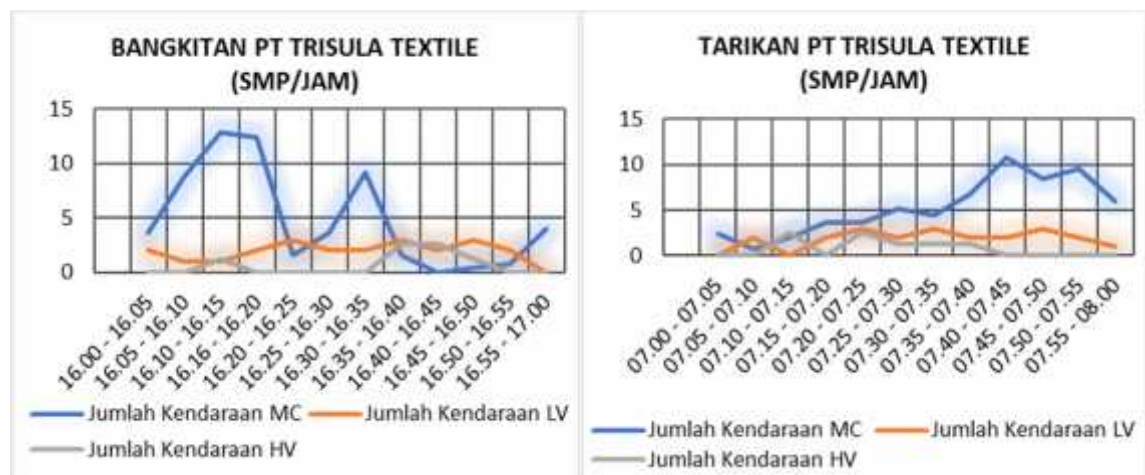 BANGKITAN PT TRISULA TEXTILE
(SMP/JAM)
15
10
5
0
16.00 - 16.05
16.05 - 16.10
16.10 - 16.15
16.16 - 16.20
16.20 - 16.25
16.25 - 16.30
16.30 - 16.35
16.35 - 16.40
16.40 - 16.45
16.45 - 16.50
16.50 - 16.55
16.55 - 17.00
Jumlah Kendaraan MC
Jumlah Kendaraan LV
Jumlah Kendaraan HV
TARIKAN PT TRISULA TEXTILE
(SMP/JAM)
15
10
5
0
07.00 - 07.05
07.05 - 07.10
07.10 - 07.15
07.15 - 07.20
07.20 - 07.25
07.25 - 07.30
07.30 - 07.35
07.35 - 07.40
07.40 - 07.45
07.45 - 07.50
07.50 - 07.55
07.55 - 08.00
Jumlah Kendaraan MC
Jumlah Kendaraan LV
Jumlah Kendaraan HV